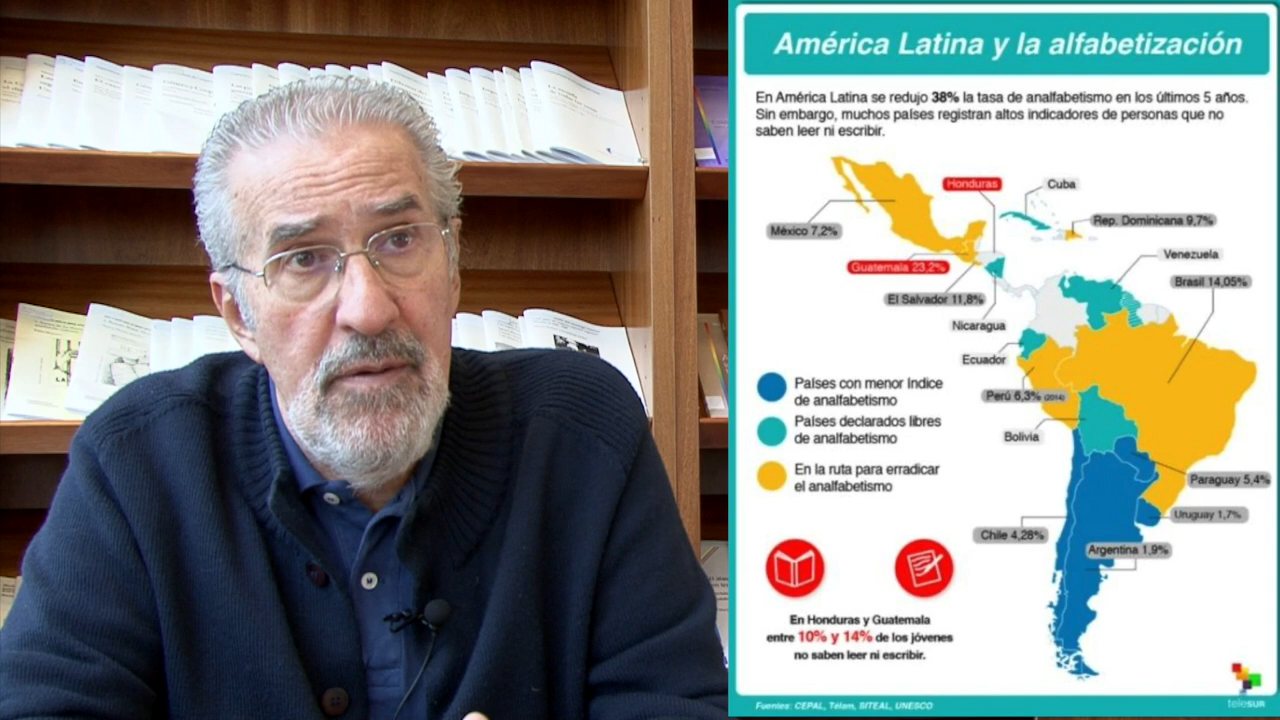 América Latina y la alfabetización
En América Latina se redujo 38% la tasa de analfabetismo en los últimos 5 años.
Sin embargo, muchos países registran altos indicadores de personas que no
saben leer ni escribir.
Honduras
Cuba
México 7,2%
Rep. Dominicana 9,7%
Guatemala 23,2%
Venezuela
Brasil 14,05%
El Salvador 11,8%
Nicaragua
Ecuador
Países con menor Indice
de analfabetismo
Perú 6,3% (2014)
Países declarados libres
de analfabetismo
Bolivia
En la ruta para erradicar
el analfabetismo
Paraguay 5,4%
Uruguay 1,7%
Chile 4,28%
Argentina 1,9%
En Honduras y Guatemala
entre 10% y 14% de los jóvenes
no saben leer ni escribir.
teleSUR
Fuentes: CEPAL, Télam, SITEAL, UNESCO